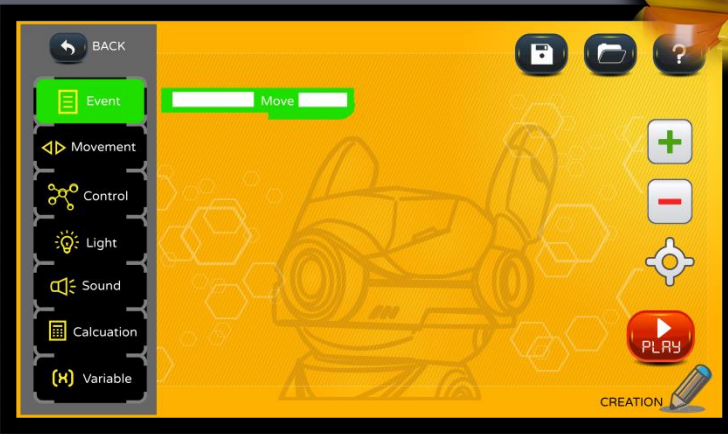 BACK
Event
Move
Movement
Control
Light
Sound
Calcuation
(x) Variable
?
PLAY
CREATION